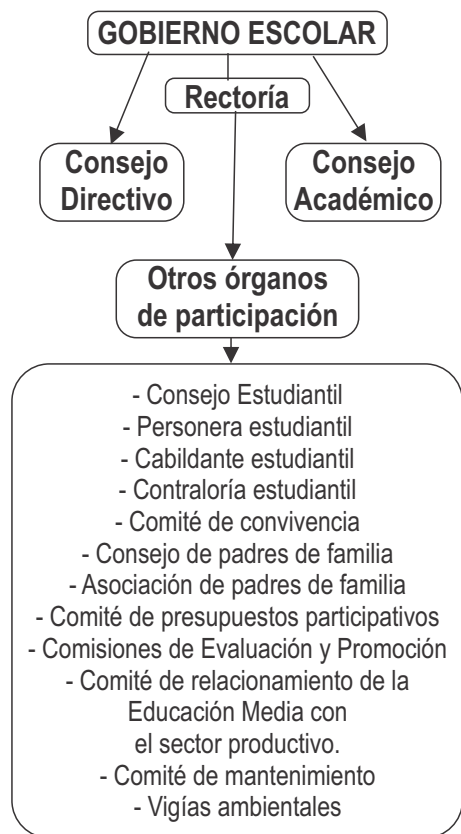 GOBIERNO ESCOLAR
Rectoría
Consejo
Directivo
Consejo
Académico
Otros órganos
de participación
- Consejo Estudiantil
- Personera estudiantil
- Cabildante estudiantil
- Contraloría estudiantil
- Comité de convivencia
- Consejo de padres de familia
- Asociación de padres de familia
- Comité de presupuestos participativos
- Comisiones de Evaluación y Promoción
- Comité de relacionamiento de la
Educación Media con
el sector productivo.
- Comité de mantenimiento
- Vigías ambientales